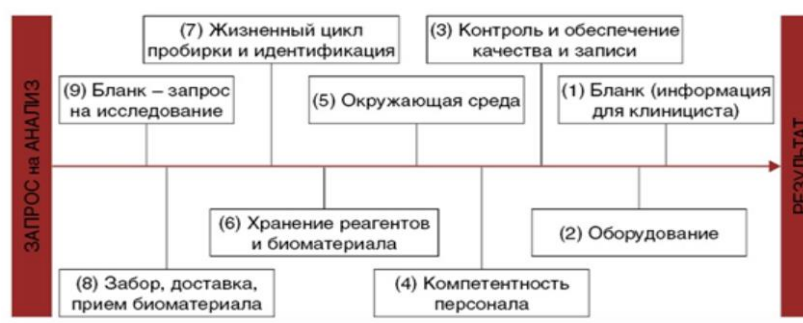 (7) Жизненный цикл
пробирки и идентификация
(3) Контроль и обеспечение
качества и записи
(9) Бланк – запрос
на исследование
(5) Окружающая среда
(1) Бланк (информация
для клинициста)
ЗАПРОС на АНАЛИЗ
РЕЗУЛЬТАТ
(6) Хранение реагентов
и биоматериала
(2) Оборудование
(8) Забор, доставка,
прием биоматериала
(4) Компетентность
персонала